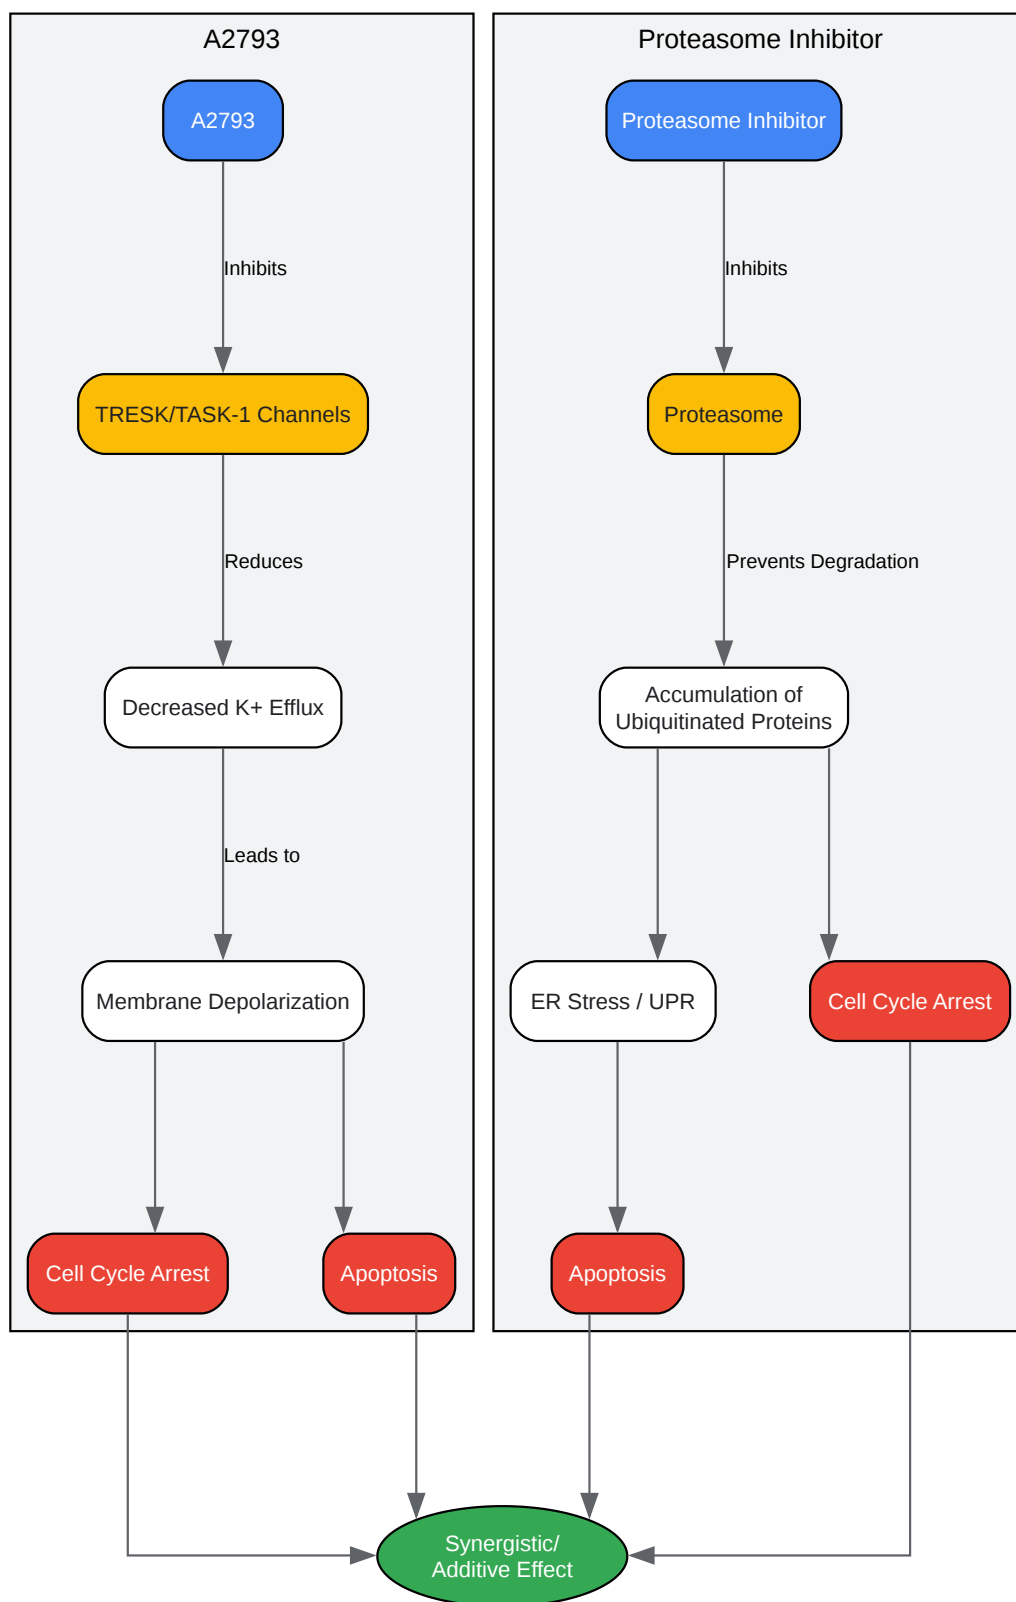 A2793
A2793
Inhibits
TRESK/TASK-1 Channels
Reduces
Decreased K+ Efflux
Leads to
Membrane Depolarization
Cell Cycle Arrest
Apoptosis
Proteasome Inhibitor
Proteasome Inhibitor
Inhibits
Proteasome
Prevents Degradation
Accumulation of
Ubiquitinated Proteins
ER Stress / UPR
Cell Cycle Arrest
Apoptosis
Synergistic/
Additive Effect